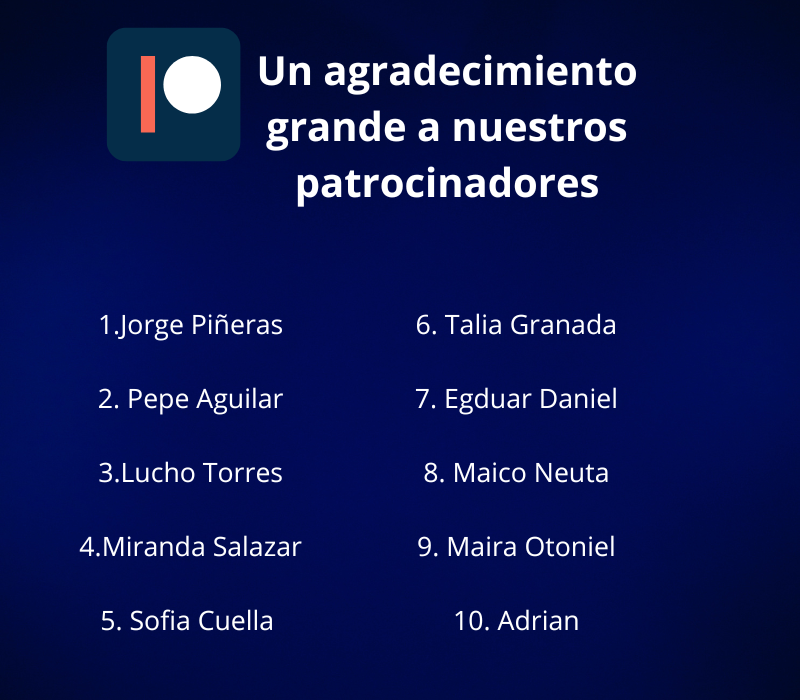 Un agradecimiento
grande a nuestros
patrocinadores
1.Jorge Piñeras
2. Pepe Aguilar
3.Lucho Torres
4.Miranda Salazar
5. Sofia Cuella
6. Talia Granada
7. Egduar Daniel
8. Maico Neuta
9. Maira Otoniel
10. Adrian